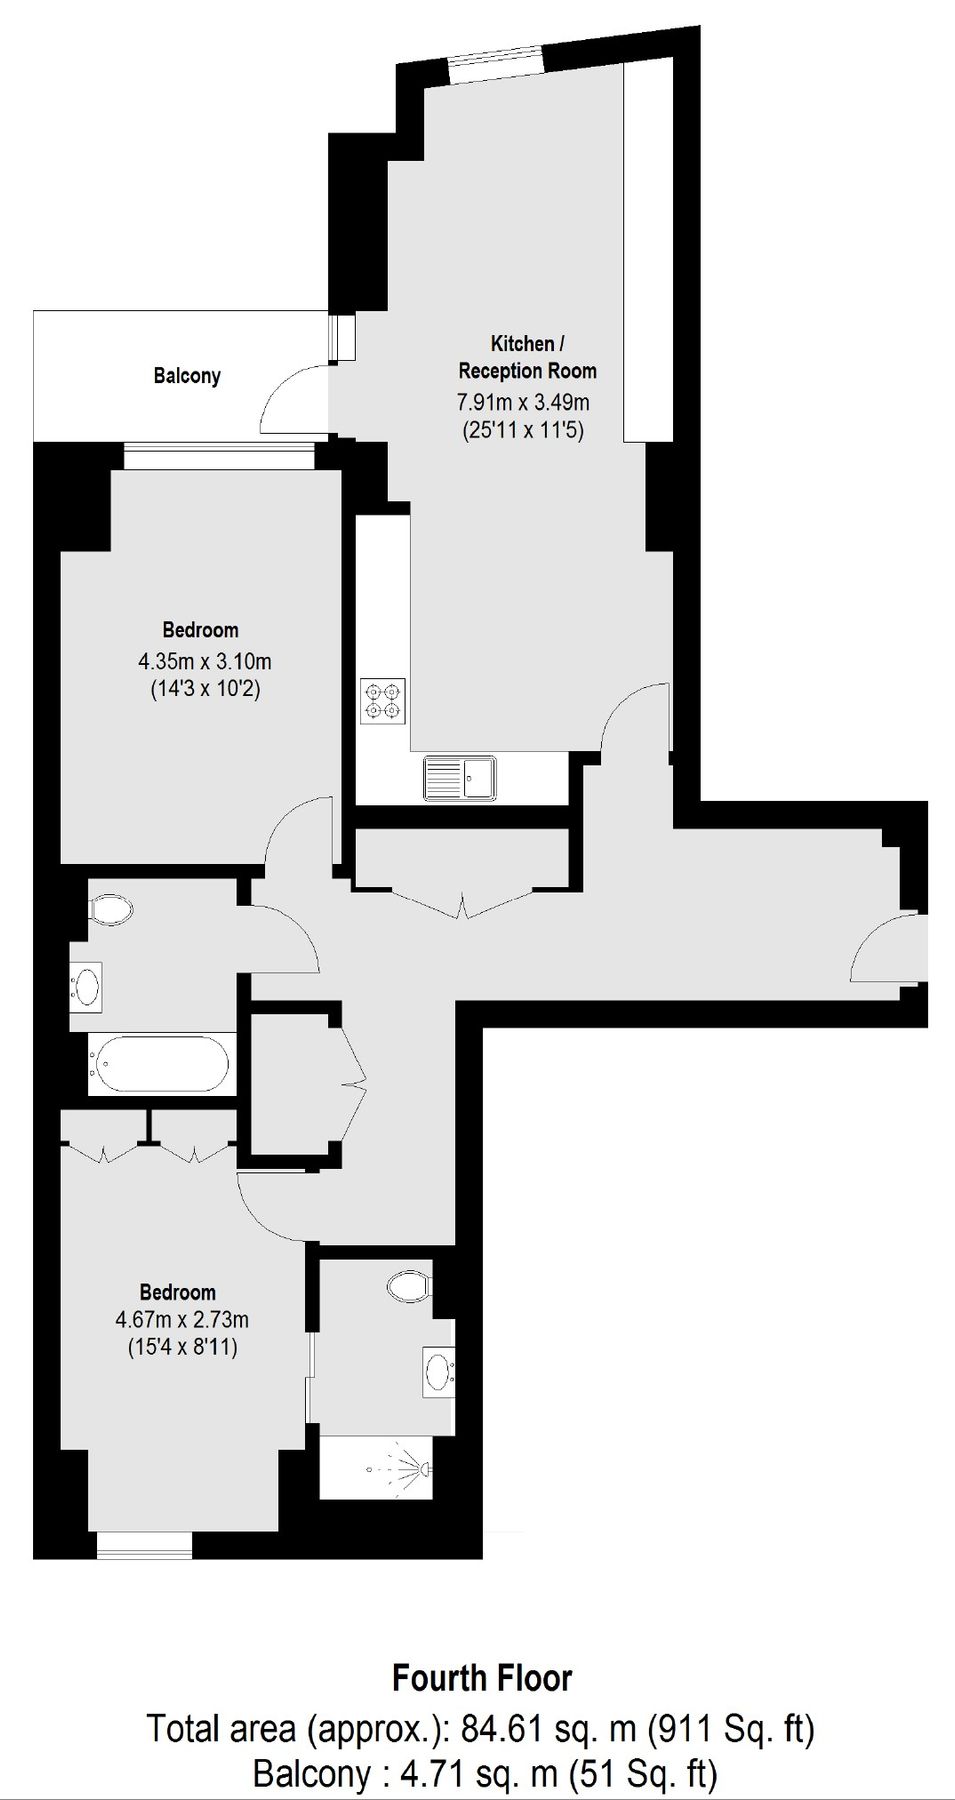 Kitchen /
Reception Room
7.91m x 3.49m
(25'11 x 11'5)
Balcony
Bedroom
4.35m x 3.10m
(14'3 x 10'2)
Bedroom
4.67m x 2.73m
(15'4 x 8'11)
Fourth Floor
Total area (approx.): 84.61 sq. m (911 Sq. ft)
Balcony : 4.71 sq. m (51 Sq. ft)